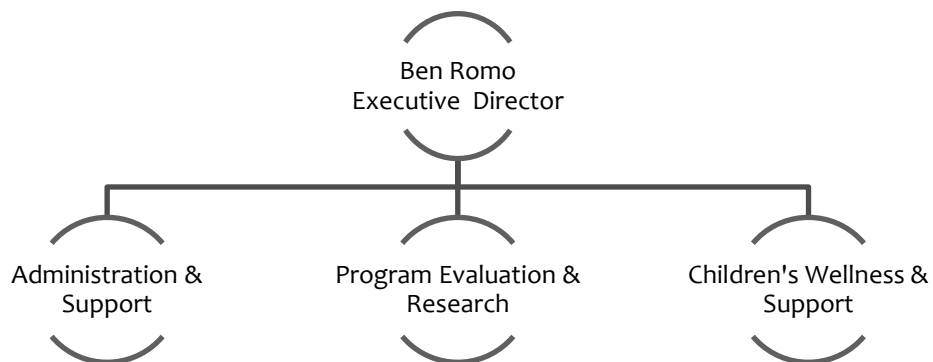 Ben Romo
Executive  Director
Administration &
Support
Program Evaluation &
Research
Children's Wellness &
Support